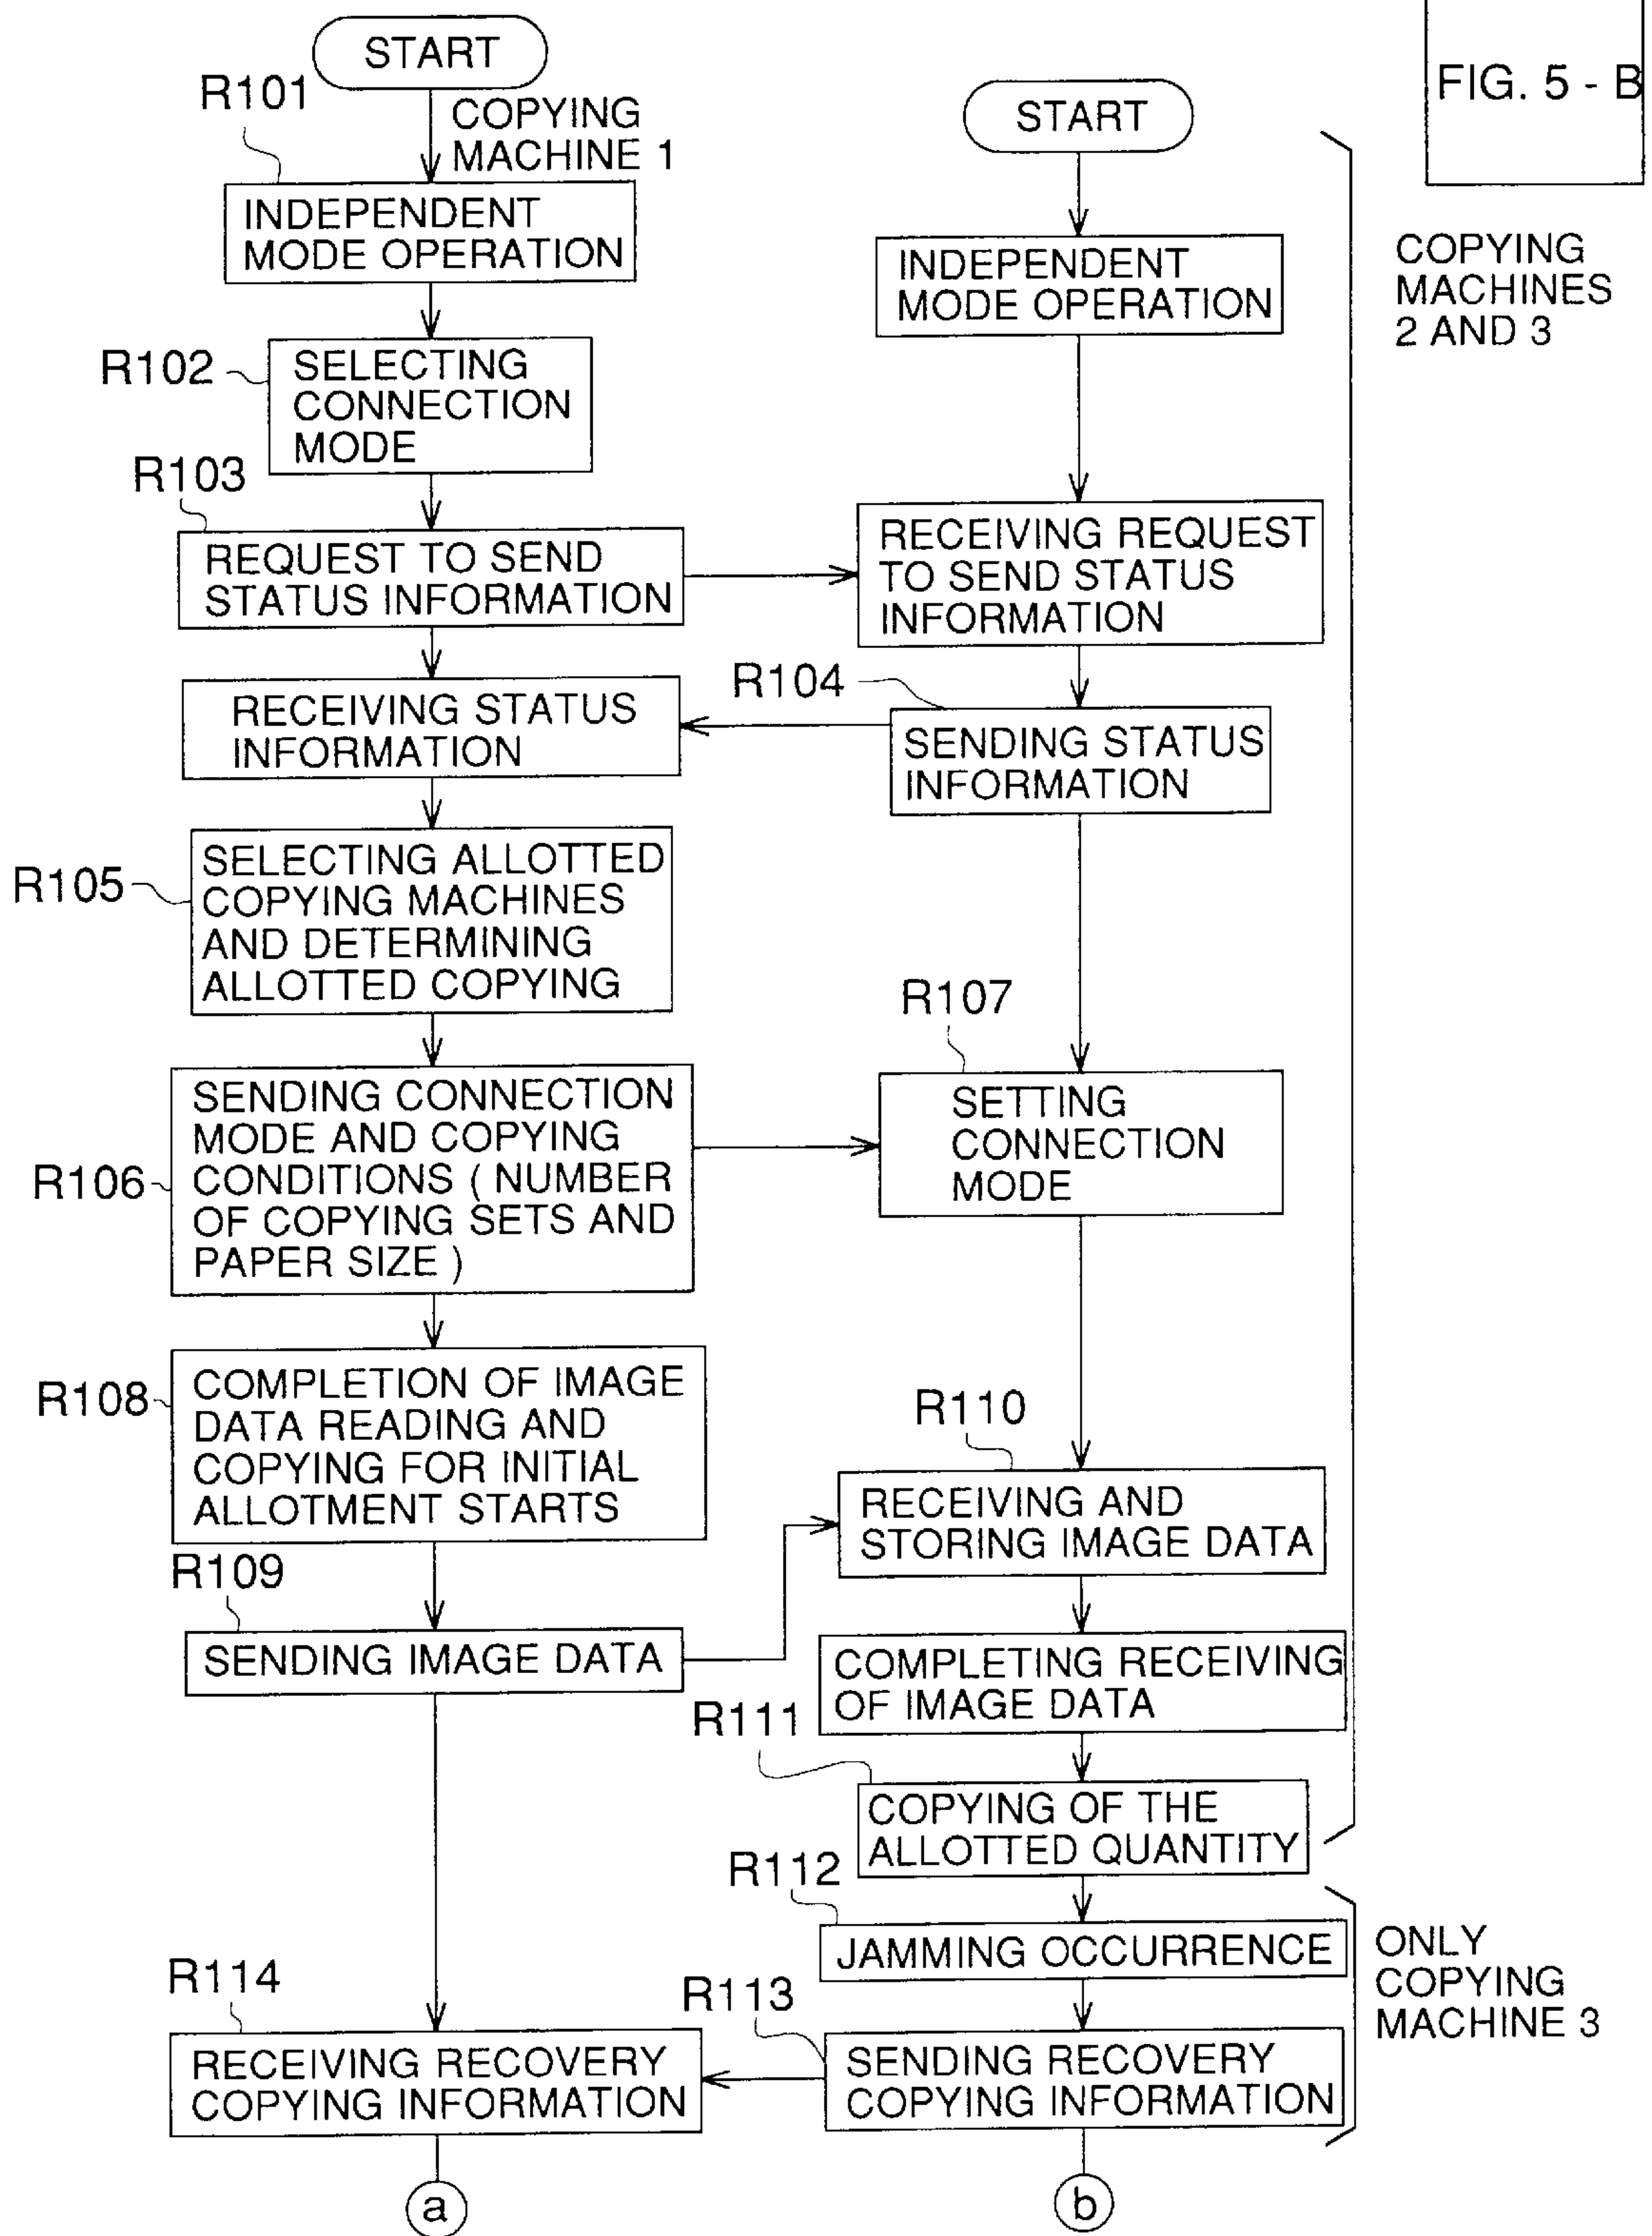 FIG. 5 - B
START
R101
COPYING
MACHINE 1
INDEPENDENT
MODE OPERATION
R102
SELECTING
CONNECTION
MODE
R103
REQUEST TO SEND
STATUS INFORMATION
RECEIVING STATUS
INFORMATION
R105
SELECTING ALLOTTED
COPYING MACHINES
AND DETERMINING
ALLOTTED COPYING
R106
SENDING CONNECTION
MODE AND COPYING
CONDITIONS ( NUMBER
OF COPYING SETS AND
PAPER SIZE )
R108
COMPLETION OF IMAGE
DATA READING AND
COPYING FOR INITIAL
ALLOTMENT STARTS
R109
SENDING IMAGE DATA
R114
RECEIVING RECOVERY
COPYING INFORMATION
a
START
COPYING
MACHINES
2 AND 3
INDEPENDENT
MODE OPERATION
RECEIVING REQUEST
TO SEND STATUS
INFORMATION
R104
SENDING STATUS
INFORMATION
R107
SETTING
CONNECTION
MODE
R110
RECEIVING AND
STORING IMAGE DATA
COMPLETING RECEIVING
OF IMAGE DATA
R111
COPYING OF THE
ALLOTTED QUANTITY
R112
JAMMING OCCURRENCE
ONLY
COPYING
MACHINE 3
R113
SENDING RECOVERY
COPYING INFORMATION
b